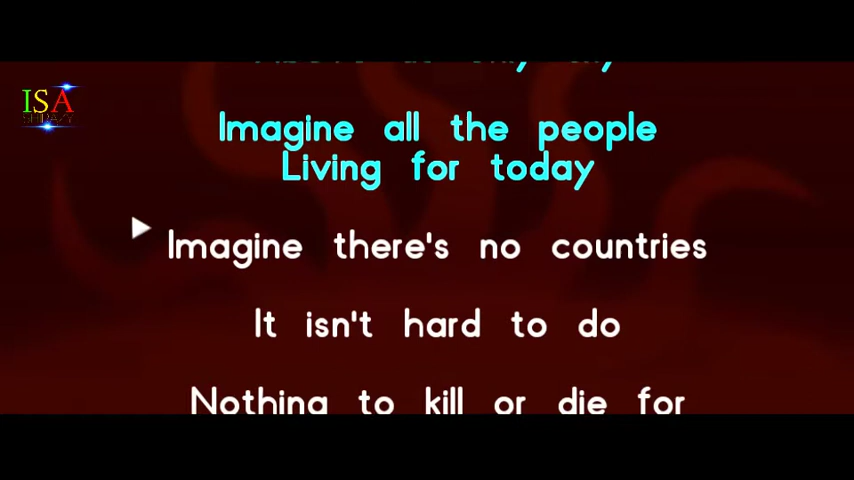 ISA
SHIRAZY
Imagine all the people
Living for today
Imagine there's no countries
It isn't hard to do
Nothing to kill or die for